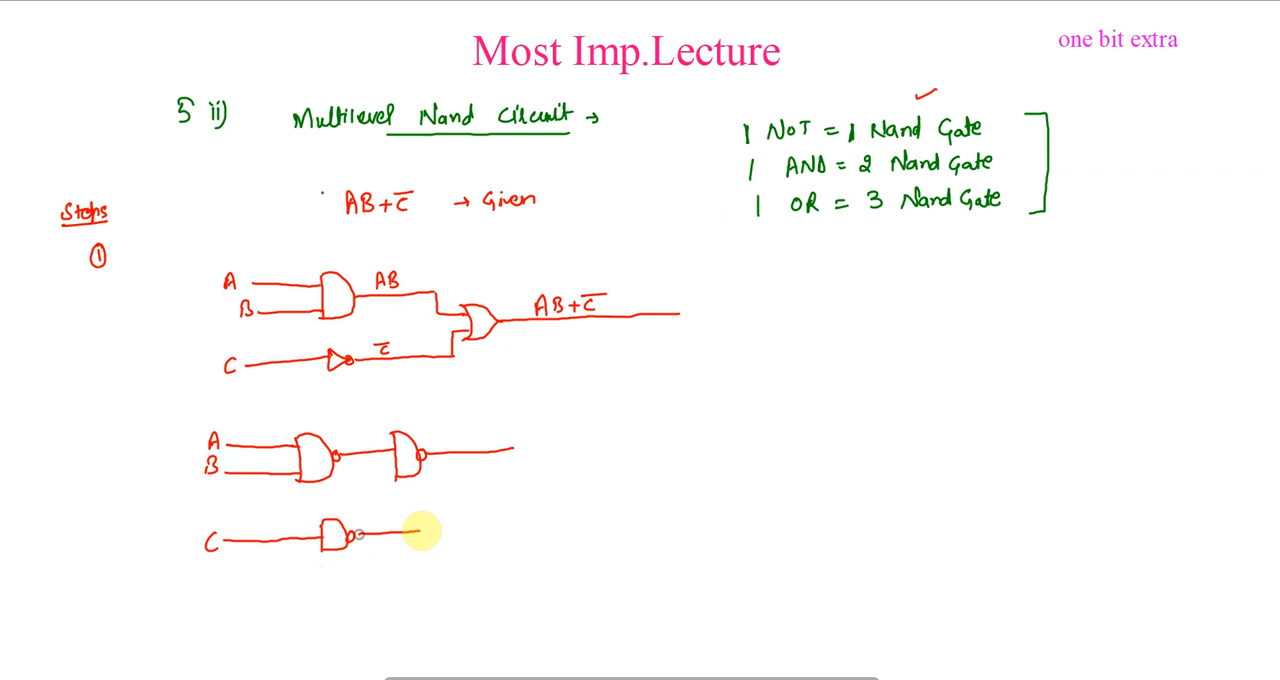 Most Imp.Lecture
one bit extra
5 ii) Multilevel Nand Circuit →
1 NOT = 1 Nand Gate
1 AND = 2 Nand Gate
1 OR = 3 Nand Gate
AB+C̅ → Given
Steps
①
A
B
AB
C
C̅
AB+C̅
A
B
C